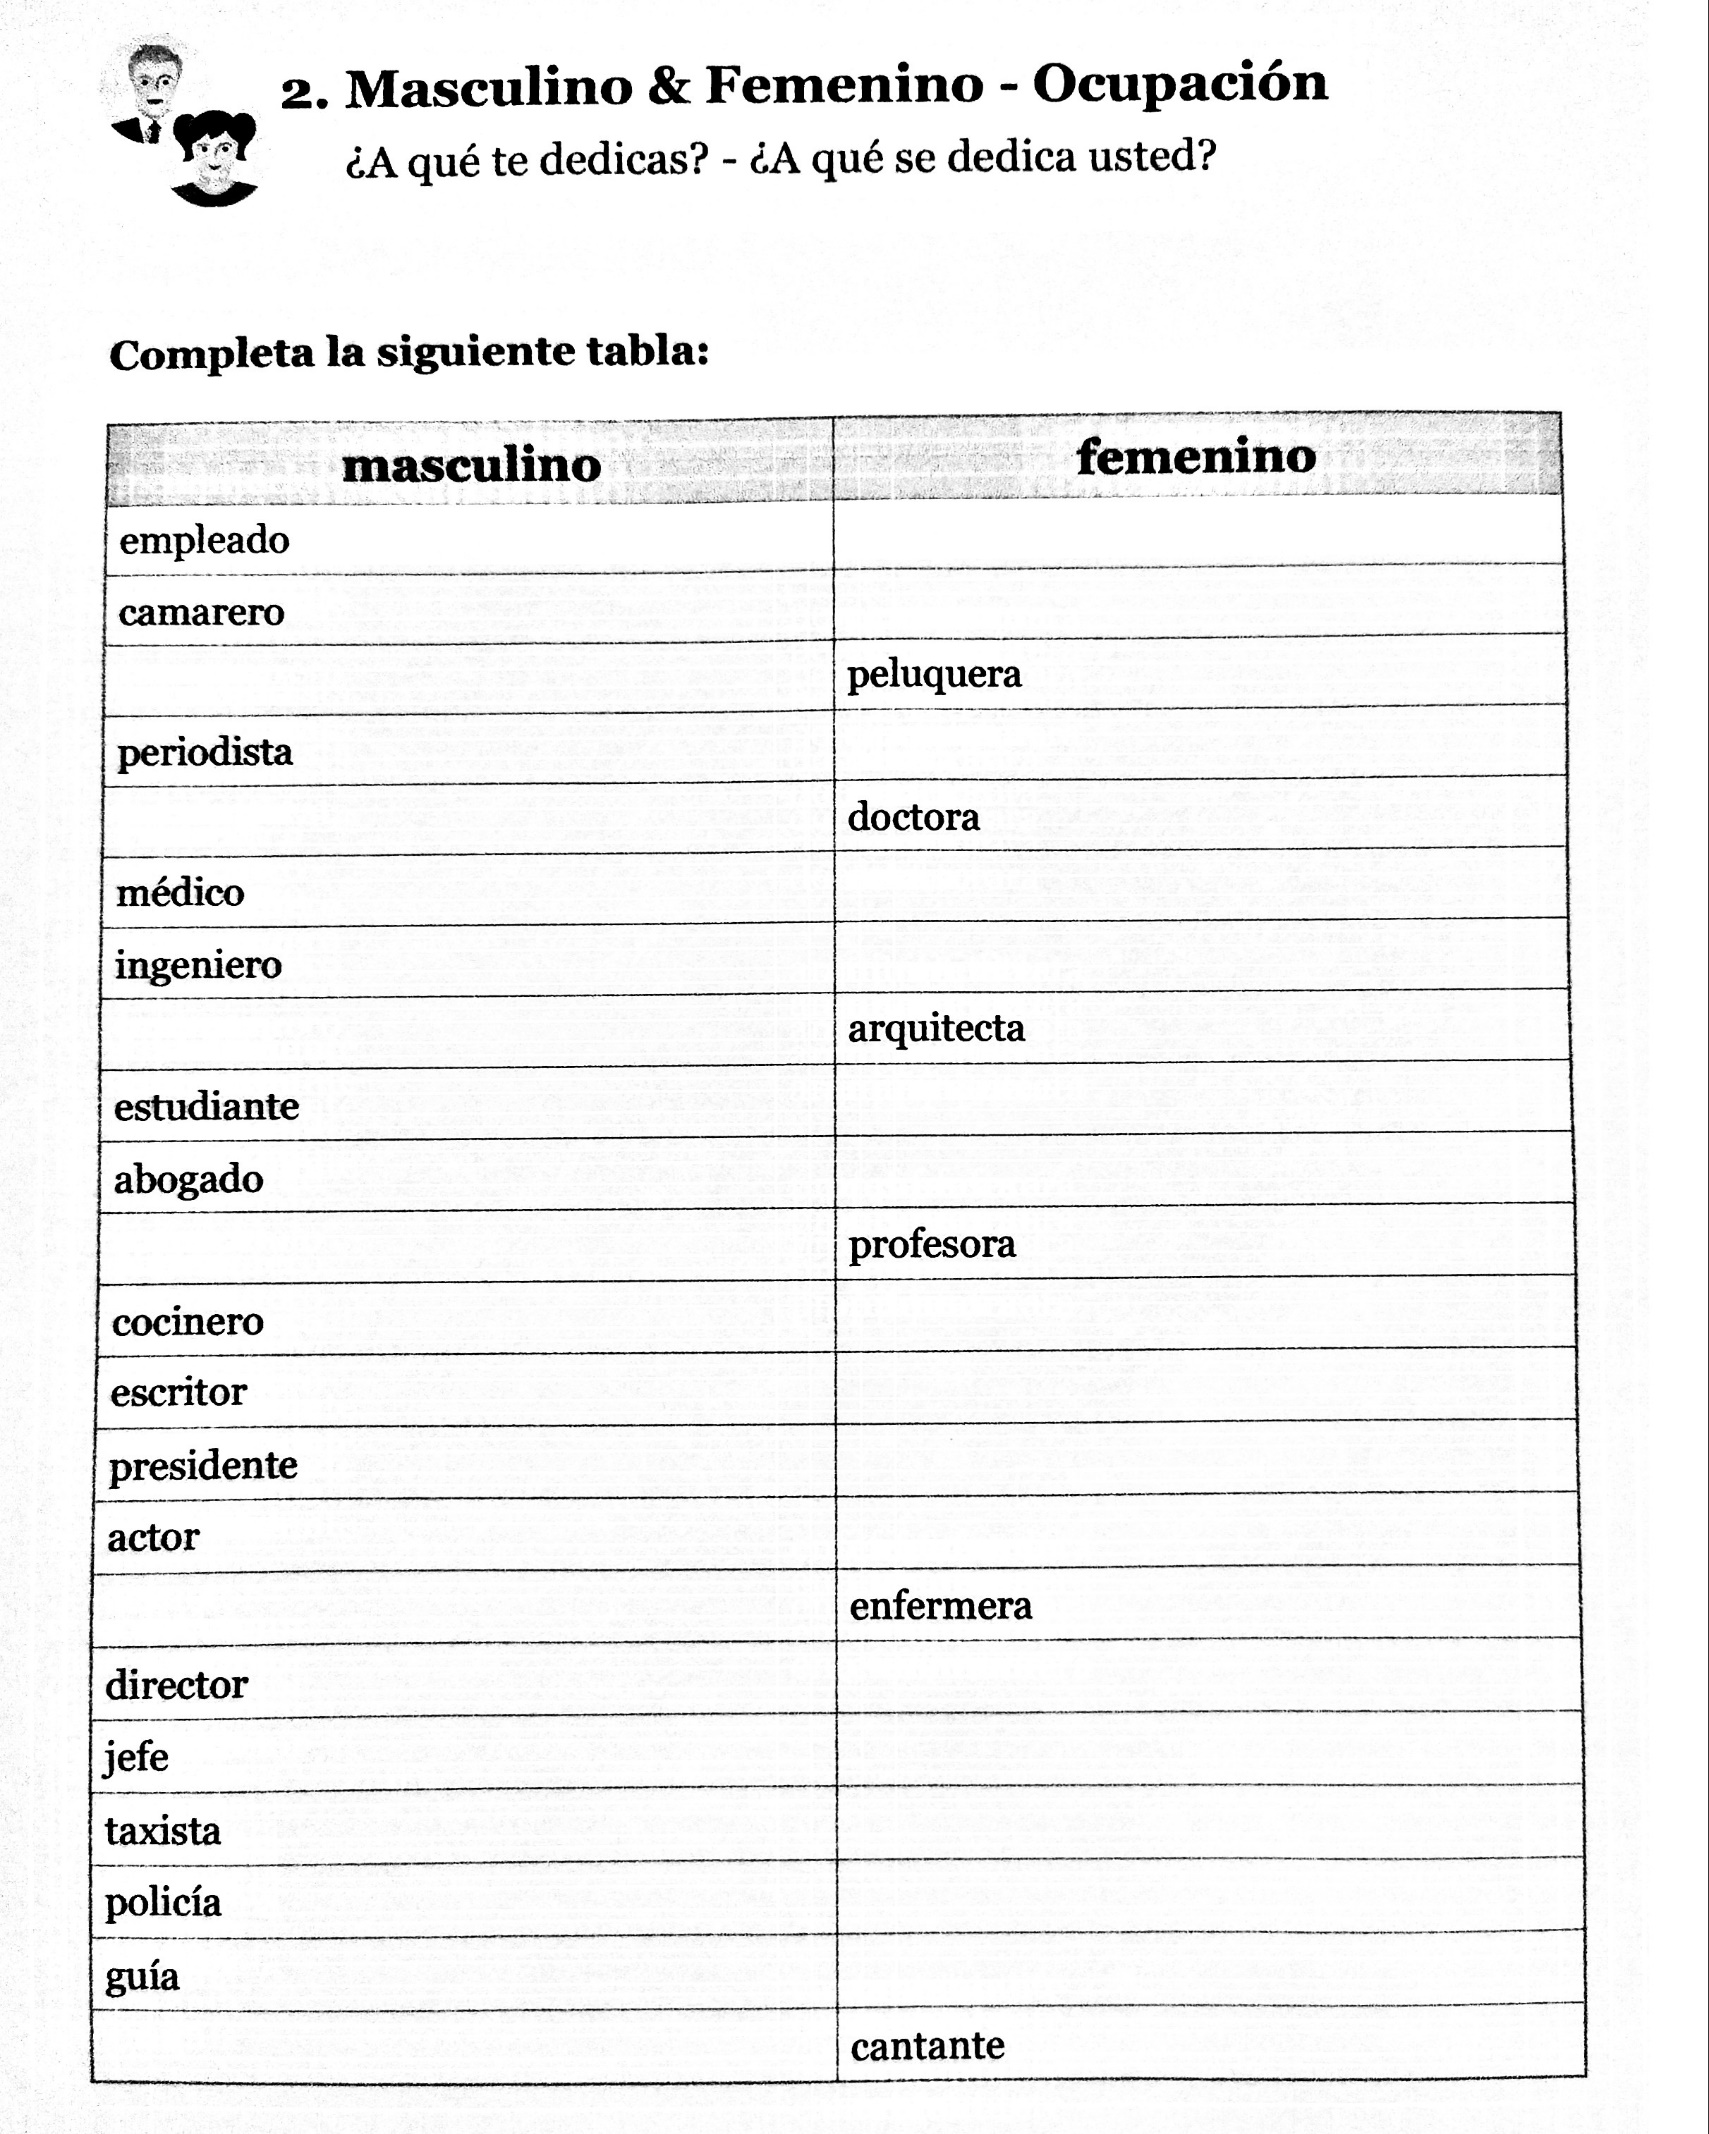 2. Masculino & Femenino - Ocupación
¿A qué te dedicas? - ¿A qué se dedica usted?
Completa la siguiente tabla:
masculino femenino
empleado
camarero
peluquera
periodista
doctora
médico
ingeniero
arquitecta
estudiante
abogado
profesora
cocinero
escritor
presidente
actor
enfermera
director
jefe
taxista
policía
guía
cantante